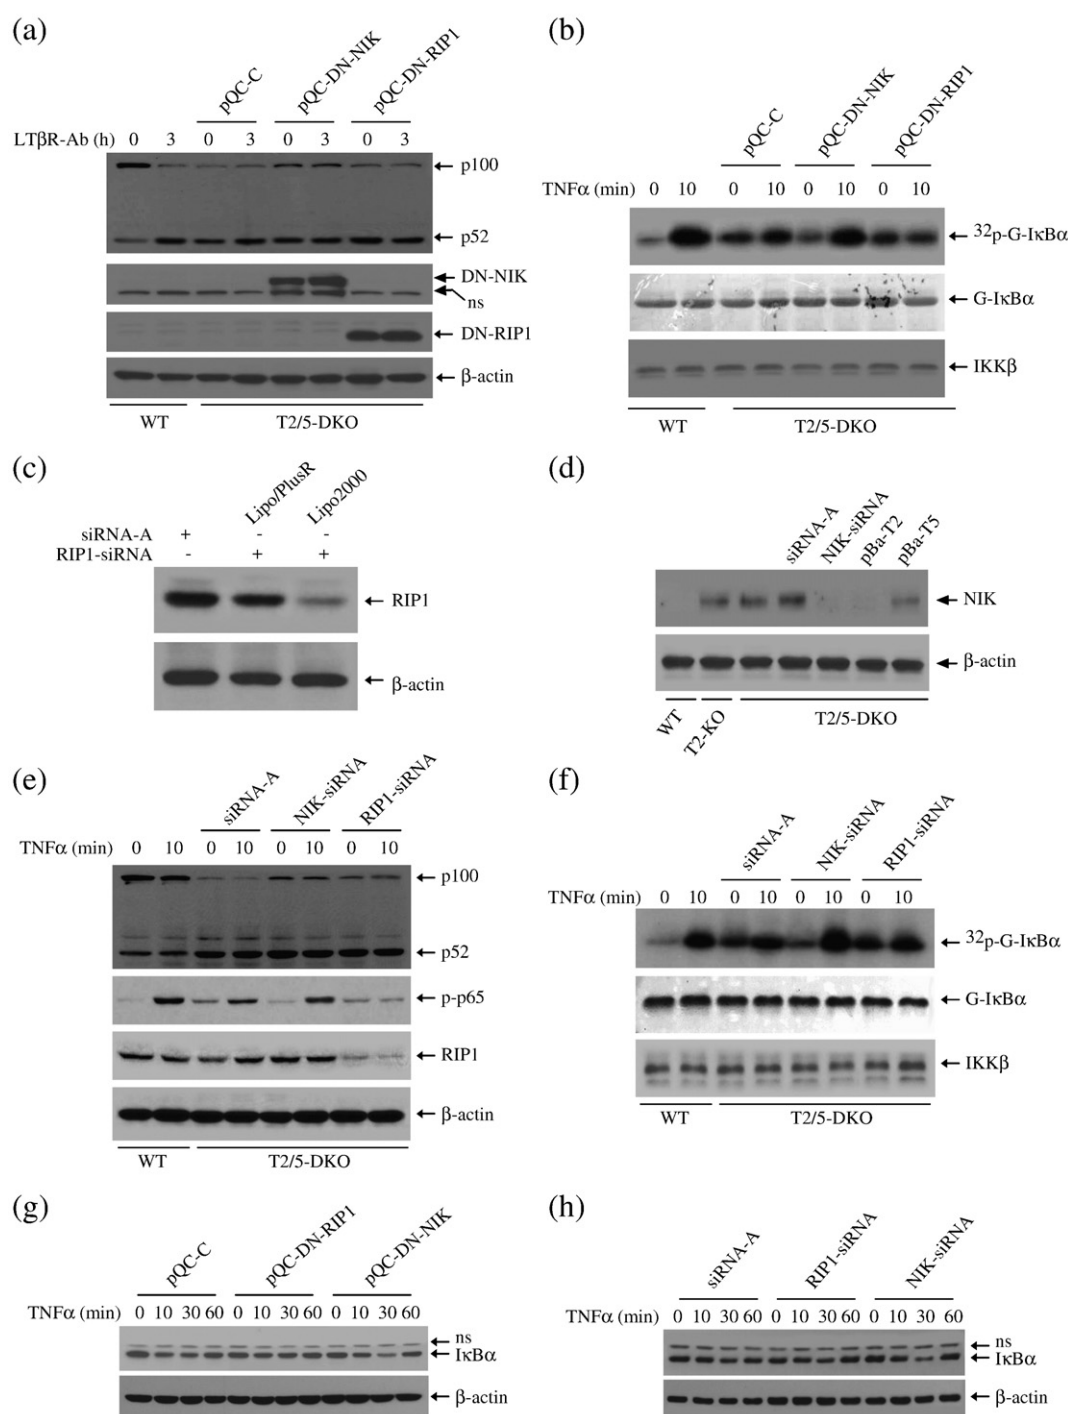 (a)
pQC-C pQC-DN-NIK pQC-DN-RIP1
LTβR-Ab (h) 0 3 0 3 0 3 0 3
p100
p52
DN-NIK
ns
DN-RIP1
β-actin
WT T2/5-DKO
(b)
pQC-C pQC-DN-NIK pQC-DN-RIP1
TNFα (min) 0 10 0 10 0 10 0 10
32p-G-IκBα
G-IκBα
IKKβ
WT T2/5-DKO
(c)
Lipo/PlusR Lipo2000
siRNA-A + - -
RIP1-siRNA - + +
RIP1
β-actin
(d)
siRNA-A NIK-siRNA pBa-T2 pBa-T5
NIK
β-actin
WT T2-KO T2/5-DKO
(e)
siRNA-A NIK-siRNA RIP1-siRNA
TNFα (min) 0 10 0 10 0 10 0 10
p100
p52
p-p65
RIP1
β-actin
WT T2/5-DKO
(f)
siRNA-A NIK-siRNA RIP1-siRNA
TNFα (min) 0 10 0 10 0 10 0 10
32p-G-IκBα
G-IκBα
IKKβ
WT T2/5-DKO
(g)
pQC-C pQC-DN-RIP1 pQC-DN-NIK
TNFα (min) 0 10 30 60 0 10 30 60 0 10 30 60
ns
IκBα
β-actin
(h)
siRNA-A RIP1-siRNA NIK-siRNA
TNFα (min) 0 10 30 60 0 10 30 60 0 10 30 60
ns
IκBα
β-actin